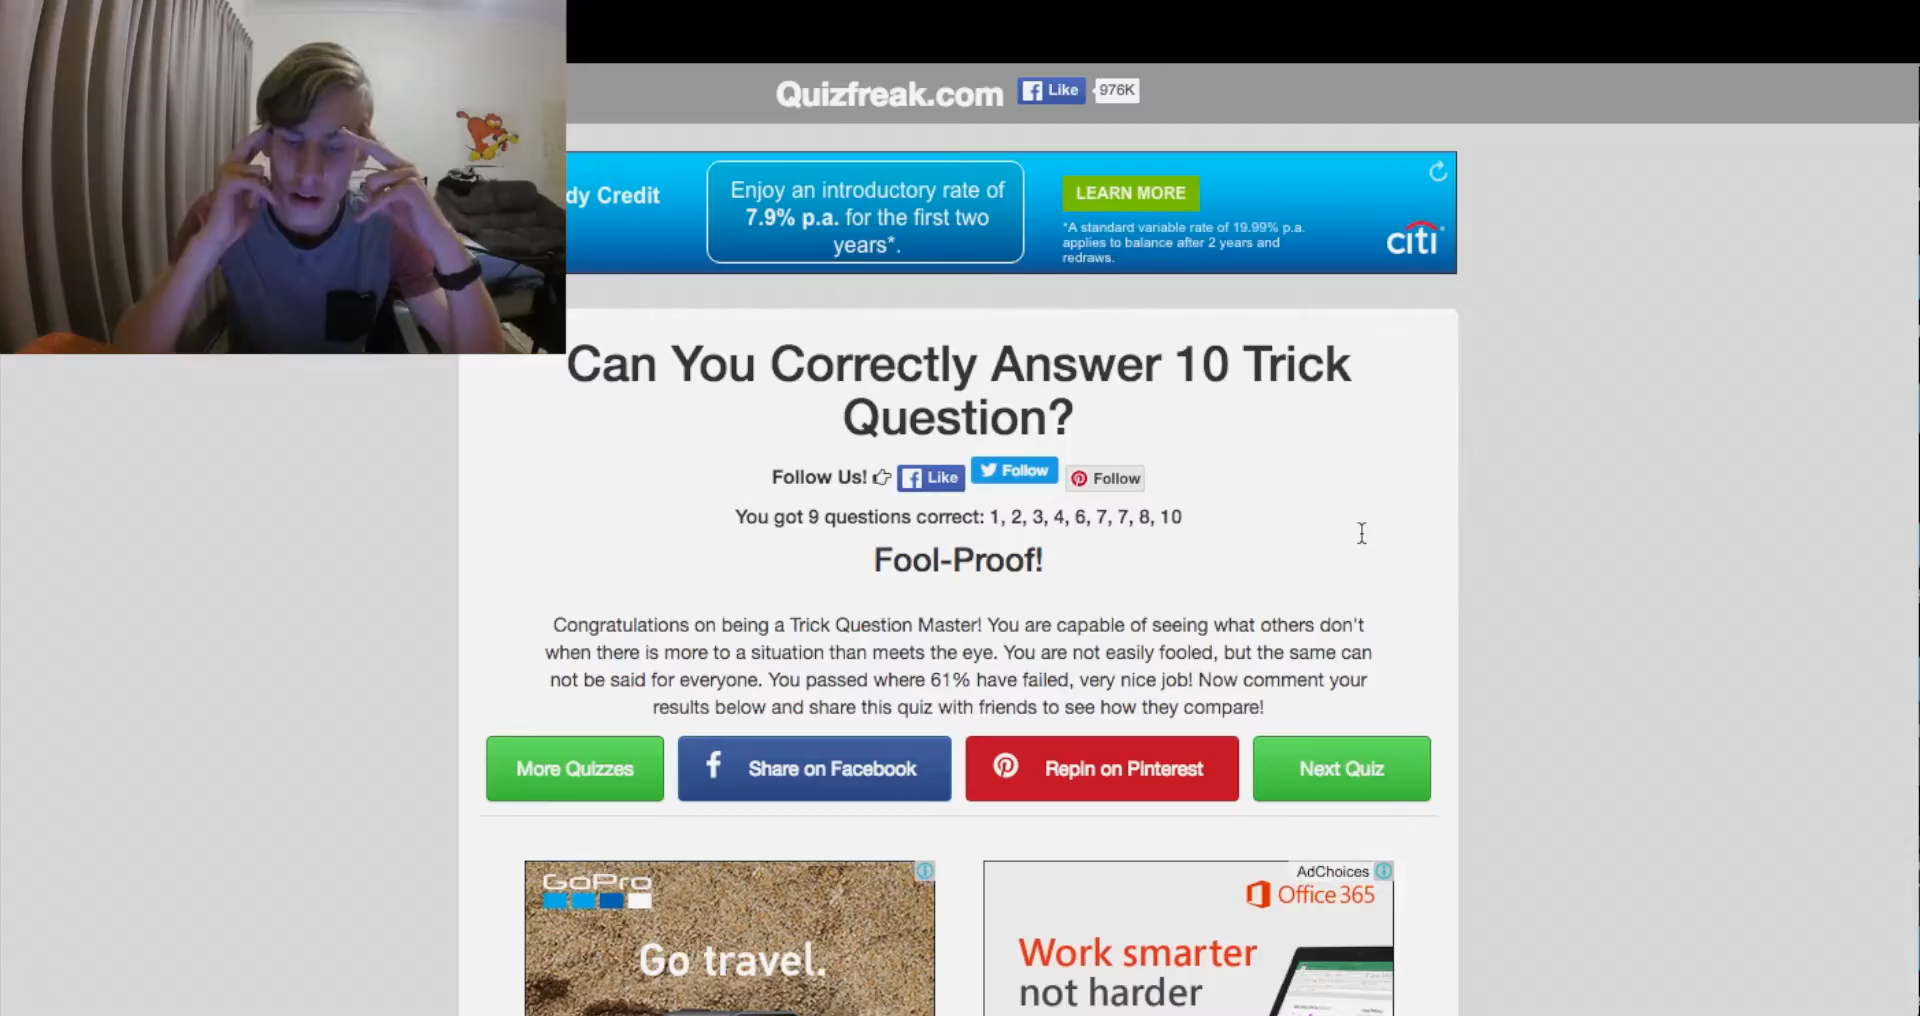 Quizfreak.com
Like
976K
dy Credit
Enjoy an introductory rate of
7.9% p.a. for the first two
years*.
LEARN MORE
*A standard variable rate of 19.99% p.a.
applies to balance after 2 years and
redraws.
citi
Can You Correctly Answer 10 Trick
Question?
Follow Us!
Like
Follow
Follow
You got 9 questions correct: 1, 2, 3, 4, 6, 7, 7, 8, 10
Fool-Proof!
Congratulations on being a Trick Question Master! You are capable of seeing what others don't
when there is more to a situation than meets the eye. You are not easily fooled, but the same can
not be said for everyone. You passed where 61% have failed, very nice job! Now comment your
results below and share this quiz with friends to see how they compare!
More Quizzes
Share on Facebook
Repin on Pinterest
Next Quiz
GoPro
Go travel.
AdChoices
Office 365
Work smarter
not harder